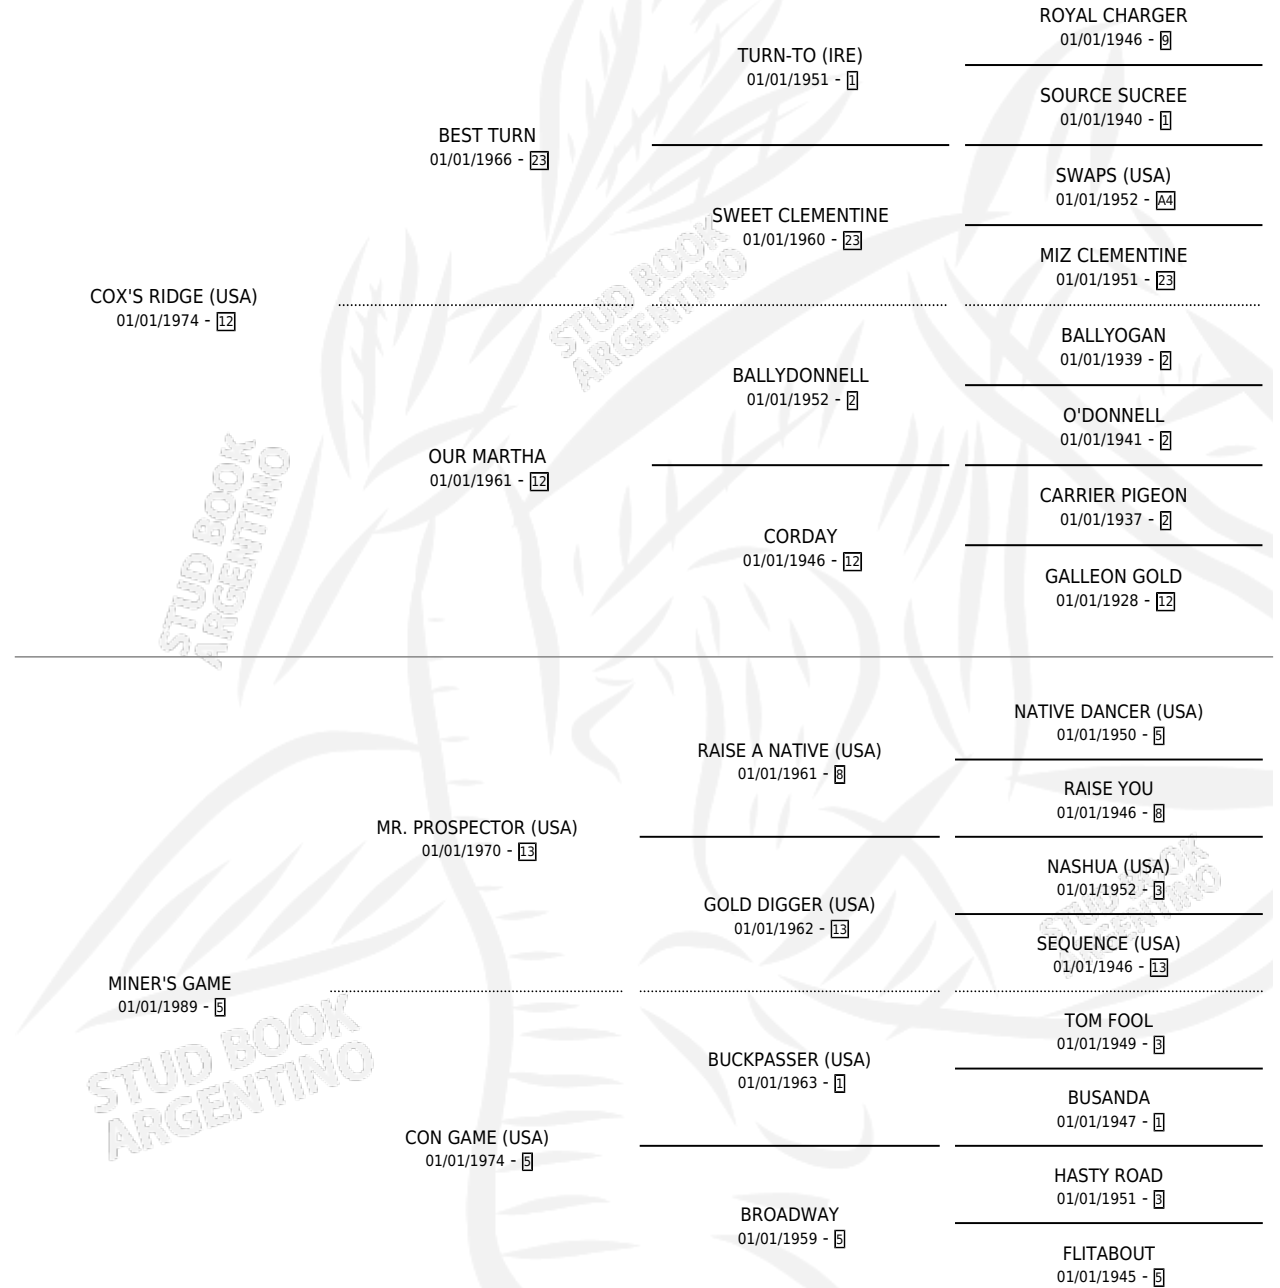 ROYAL CHARGER
01/01/1946 - 9
TURN-TO (IRE)
01/01/1951 - 1
SOURCE SUCREE
01/01/1940 - 1
BEST TURN
01/01/1966 - 23
SWAPS (USA)
01/01/1952 - A4
SWEET CLEMENTINE
01/01/1960 - 23
MIZ CLEMENTINE
01/01/1951 - 23
COX'S RIDGE (USA)
01/01/1974 - 12
BALLYOGAN
01/01/1939 - 2
BALLYDONNELL
01/01/1952 - 2
O'DONNELL
01/01/1941 - 2
OUR MARTHA
01/01/1961 - 12
CARRIER PIGEON
01/01/1937 - 2
CORDAY
01/01/1946 - 12
GALLEON GOLD
01/01/1928 - 12
STUD BOOK
ARGENTINO
STUD BOOK
ARGENTINO
NATIVE DANCER (USA)
01/01/1950 - 5
RAISE A NATIVE (USA)
01/01/1961 - 8
RAISE YOU
01/01/1946 - 8
MR. PROSPECTOR (USA)
01/01/1970 - 13
NASHUA (USA)
01/01/1952 - 3
GOLD DIGGER (USA)
01/01/1962 - 13
SEQUENCE (USA)
01/01/1946 - 13
STUD BOOK
ARGENTINO
MINER'S GAME
01/01/1989 - 5
TOM FOOL
01/01/1949 - 3
BUCKPASSER (USA)
01/01/1963 - 1
BUSANDA
01/01/1947 - 1
STUD BOOK
ARGENTINO
CON GAME (USA)
01/01/1974 - 5
HASTY ROAD
01/01/1951 - 3
BROADWAY
01/01/1959 - 5
FLITABOUT
01/01/1945 - 5